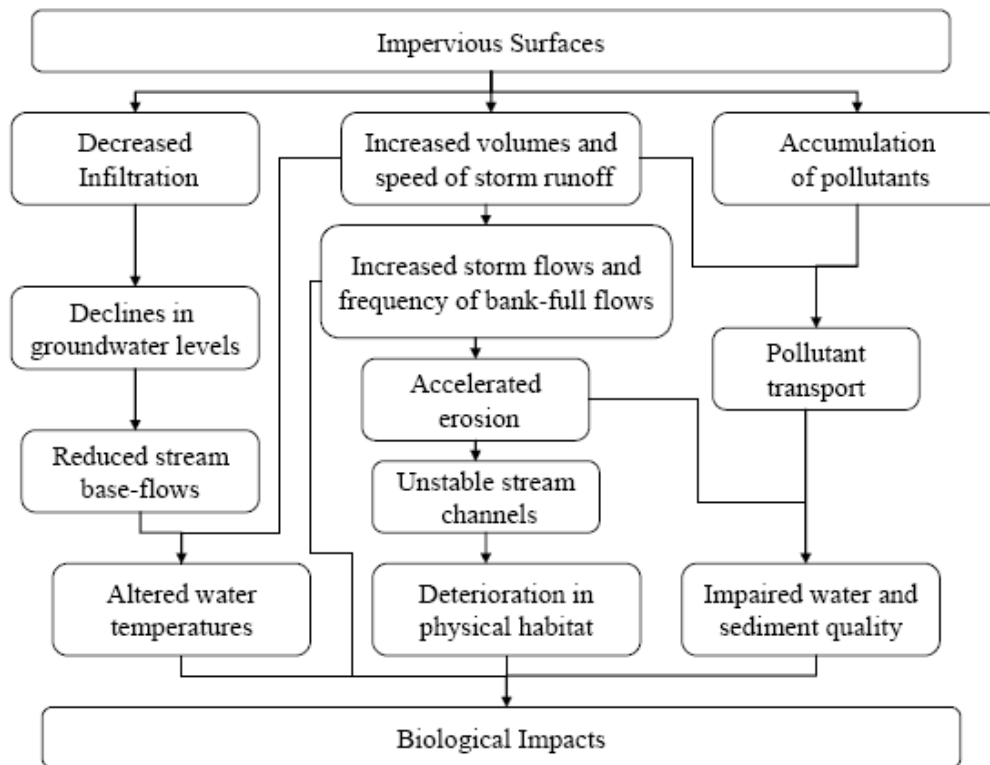 Impervious Surfaces
Decreased
Infiltration
Increased volumes and
speed of storm runoff
Accumulation
of pollutants
Increased storm flows and
frequency of bank-full flows
Declines in
groundwater levels
Pollutant
transport
Accelerated
erosion
Reduced stream
base-flows
Unstable stream
channels
Altered water
temperatures
Deterioration in
physical habitat
Impaired water and
sediment quality
Biological Impacts